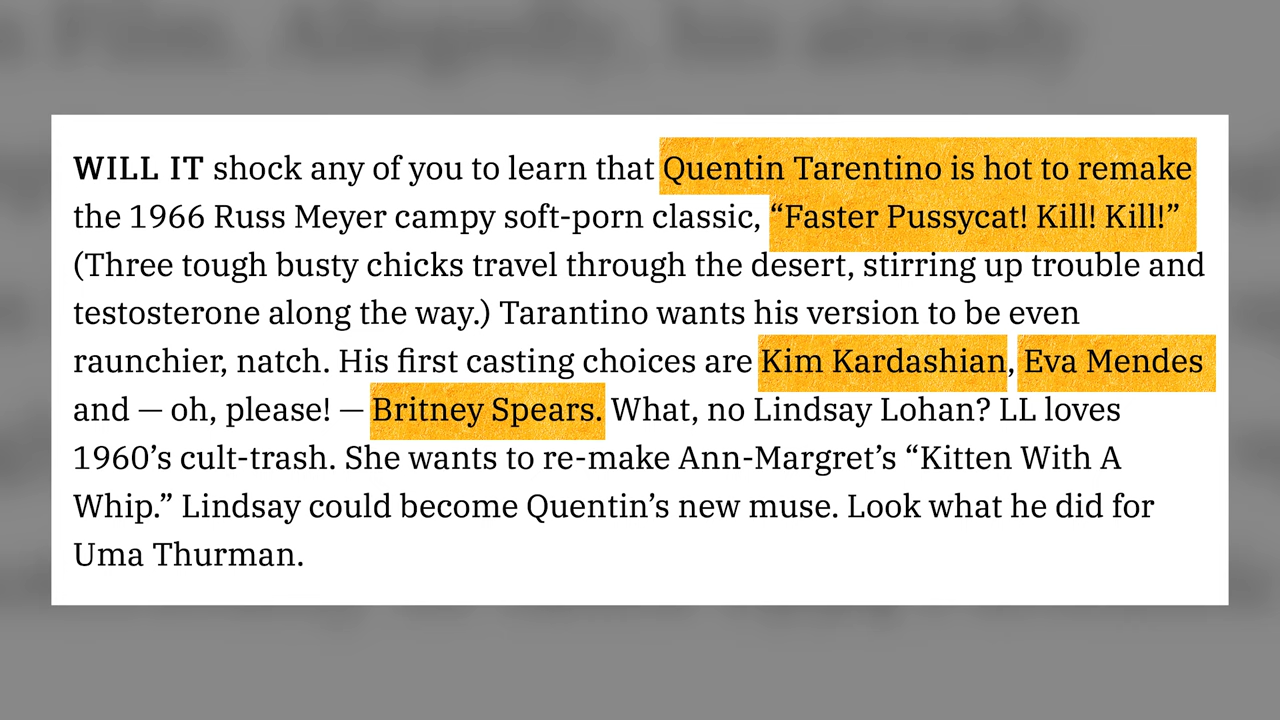 WILL IT shock any of you to learn that Quentin Tarentino is hot to remake
the 1966 Russ Meyer campy soft-porn classic, “Faster Pussycat! Kill! Kill!”
(Three tough busty chicks travel through the desert, stirring up trouble and
testosterone along the way.) Tarantino wants his version to be even
raunchier, natch. His first casting choices are Kim Kardashian, Eva Mendes
and — oh, please! — Britney Spears. What, no Lindsay Lohan? LL loves
1960’s cult-trash. She wants to re-make Ann-Margret’s “Kitten With A
Whip.” Lindsay could become Quentin’s new muse. Look what he did for
Uma Thurman.